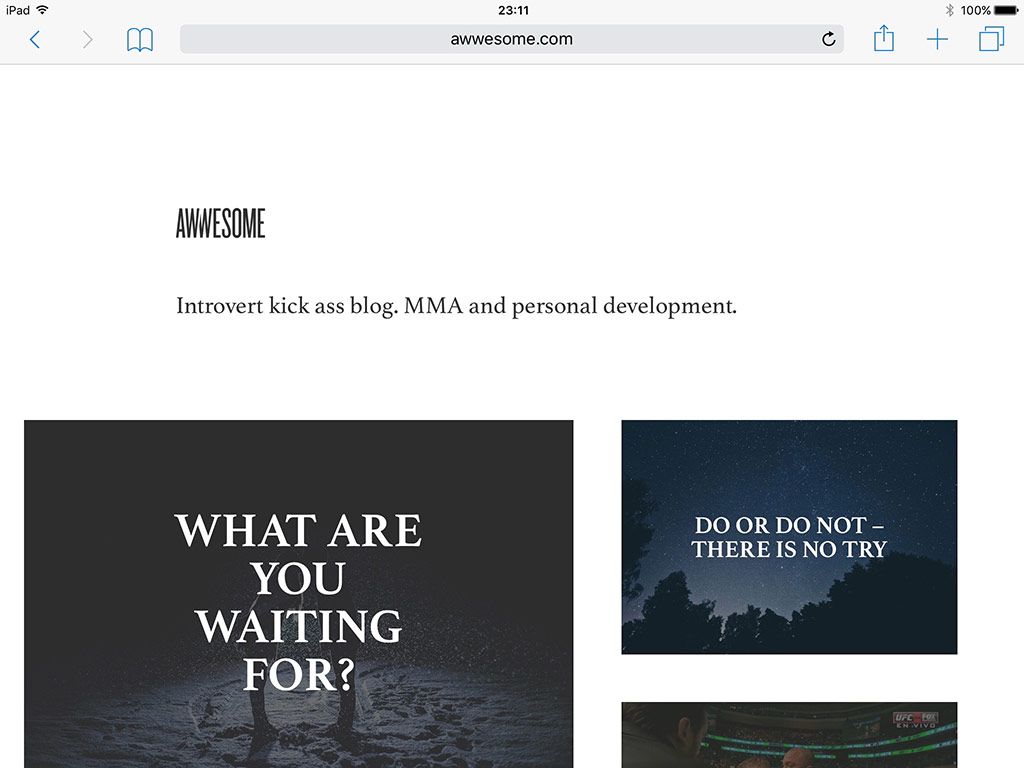 iPad 23:11 100%
awwesome.com
AWWESOME
Introvert kick ass blog. MMA and personal development.
WHAT ARE
YOU
WAITING
FOR?
DO OR DO NOT –
THERE IS NO TRY
UFC FOX
EN VIVO